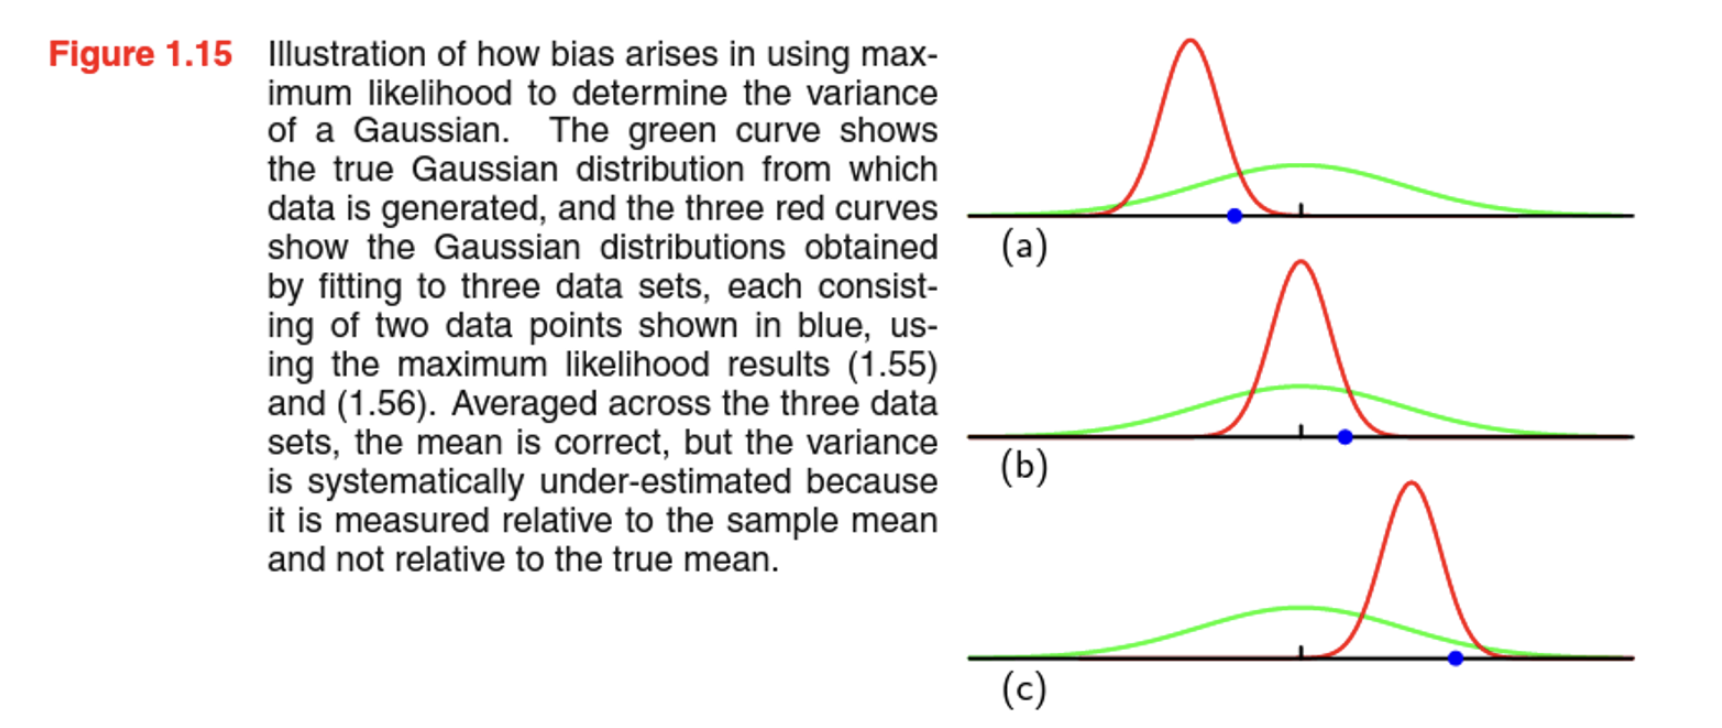 Figure 1.15 Illustration of how bias arises in using max-
imum likelihood to determine the variance
of a Gaussian. The green curve shows
the true Gaussian distribution from which
data is generated, and the three red curves
show the Gaussian distributions obtained
by fitting to three data sets, each consist-
ing of two data points shown in blue, us-
ing the maximum likelihood results (1.55)
and (1.56). Averaged across the three data
sets, the mean is correct, but the variance
is systematically under-estimated because
it is measured relative to the sample mean
and not relative to the true mean.
(a)
(b)
(c)